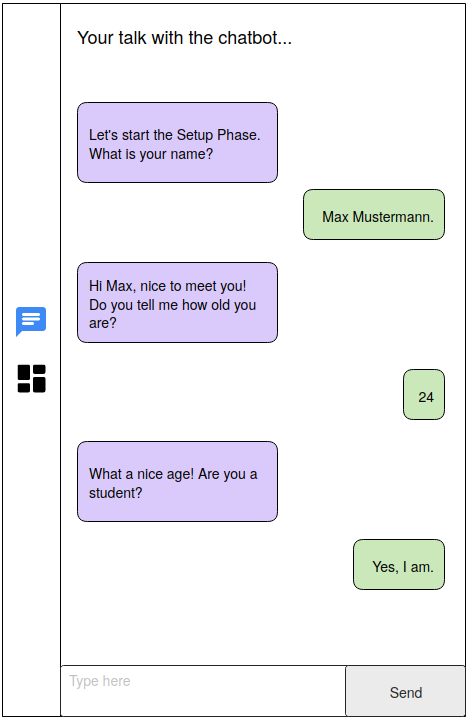 Your talk with the chatbot...
Let's start the Setup Phase.
What is your name?
Max Mustermann.
Hi Max, nice to meet you!
Do you tell me how old you
are?
24
What a nice age! Are you a
student?
Yes, I am.
Type here
Send